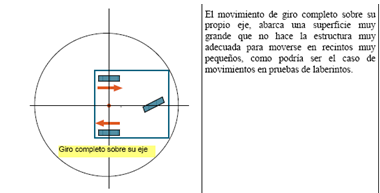 El movimiento de giro completo sobre su
propio eje, abarca una superficie muy
grande que no hace la estructura muy
adecuada para moverse en recintos muy
pequeños, como podría ser el caso de
movimientos en pruebas de laberintos.
Giro completo sobre su eje